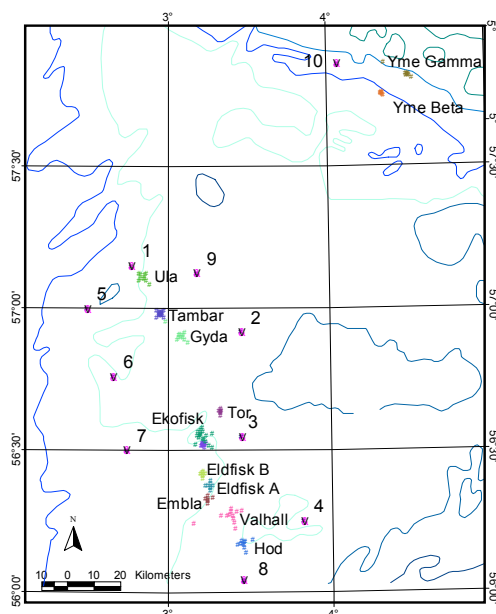 3° 4° 5°
10 Yme Gamma
Yme Beta
5°
57°30' 57°30'
1 9
Ula
5
57°00' 57°00'
Tambar 2
Gyda
6
Tor
Ekofisk 3
7
56°30' 56°30'
Eldfisk B
Eldfisk A
Embla
4
Valhall
N
Hod
10 0 10 20 Kilometers
8
56°00' 56°00'
3° 4°